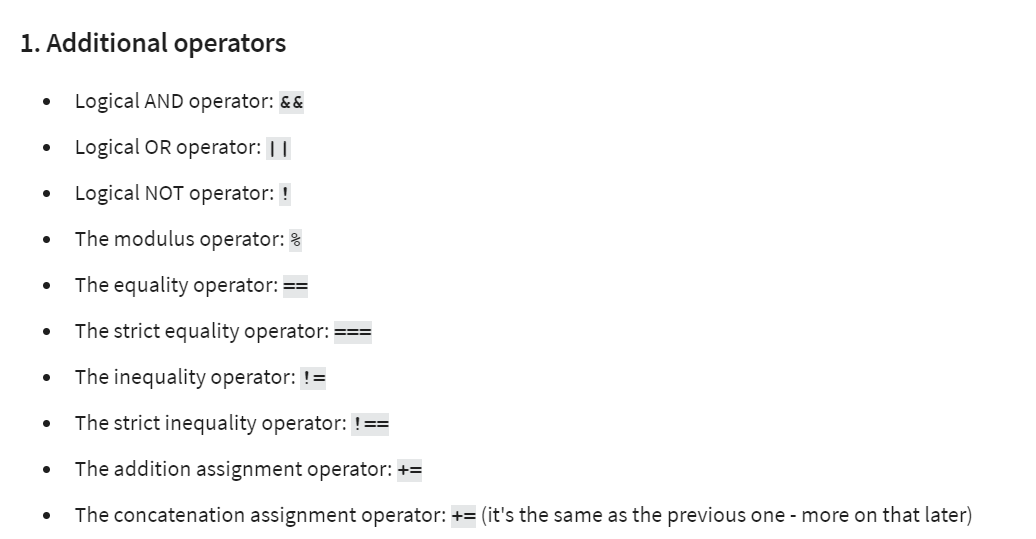 1. Additional operators
• Logical AND operator: &&
• Logical OR operator: ||
• Logical NOT operator: !
• The modulus operator: %
• The equality operator: ==
• The strict equality operator: ===
• The inequality operator: !=
• The strict inequality operator: !==
• The addition assignment operator: +=
• The concatenation assignment operator: += (it's the same as the previous one - more on that later)